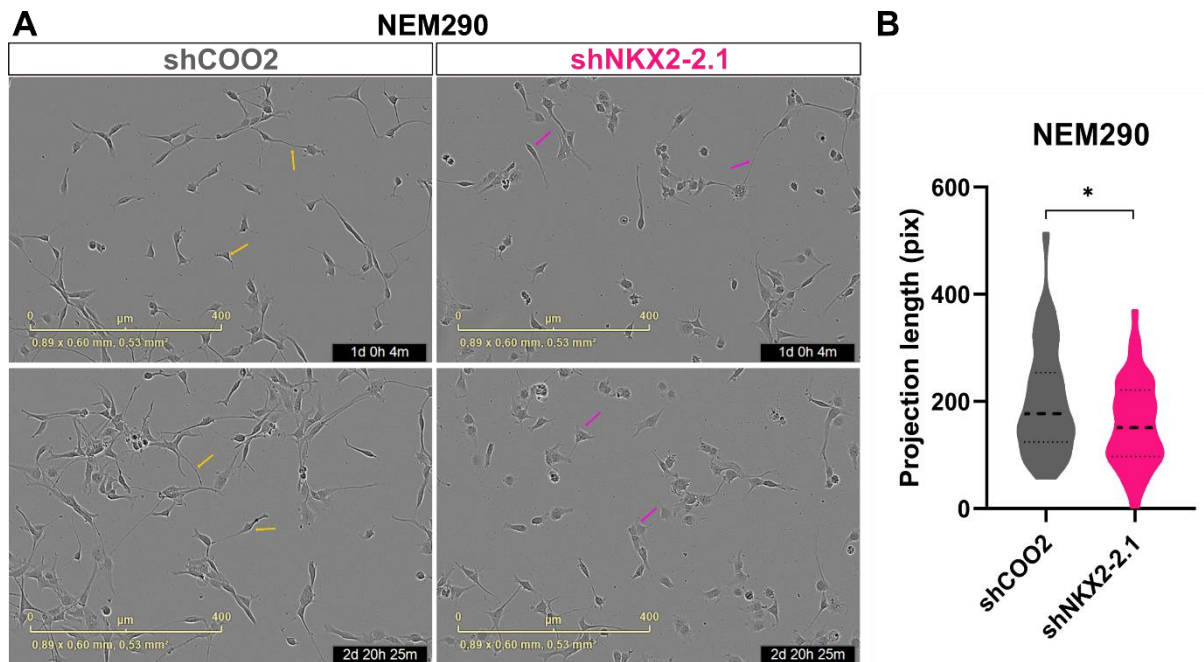 A
NEM290
shCOO2
shNKX2-2.1
0 µm 400
0.89 x 0,60 mm, 0,53 mm²
1d 0h 4m
0 µm 400
0.89 x 0,60 mm, 0,53 mm²
1d 0h 4m
0 µm 400
0.89 x 0,60 mm, 0,53 mm²
2d 20h 25m
0 µm 400
0.89 x 0,60 mm, 0,53 mm²
2d 20h 25m
B
NEM290
*
Projection length (pix)
600
400
200
0
shCOO2
shNKX2-2.1